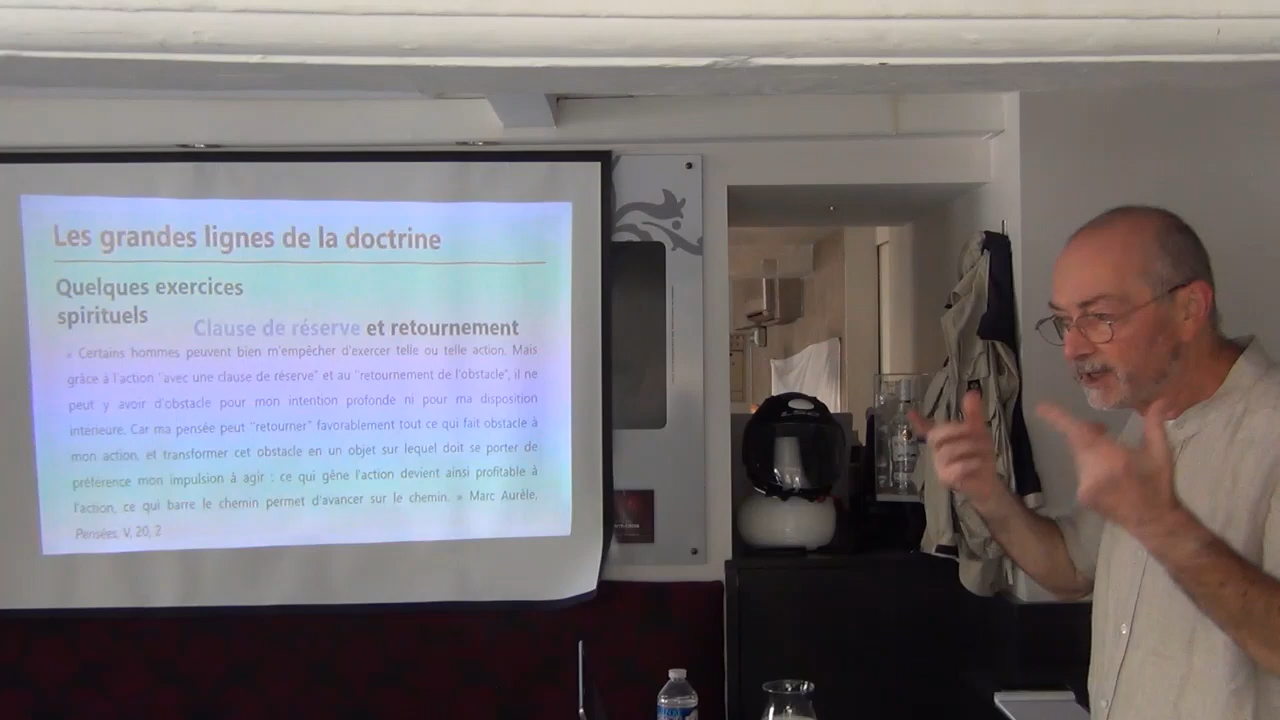 Les grandes lignes de la doctrine
Quelques exercices
spirituels
Clause de réserve et retournement
« Certains hommes peuvent bien m'empêcher d'exercer telle ou telle action. Mais
grâce à l'action "avec une clause de réserve" et au "retournement de l'obstacle", il ne
peut y avoir d'obstacle pour mon intention profonde ni pour ma disposition
intérieure. Car ma pensée peut "retourner" favorablement tout ce qui fait obstacle à
mon action, et transformer cet obstacle en un objet sur lequel doit se porter de
préférence mon impulsion à agir : ce qui gêne l'action devient ainsi profitable à
l'action, ce qui barre le chemin permet d'avancer sur le chemin. » Marc Aurèle,
Pensées, V, 20, 2
LS2